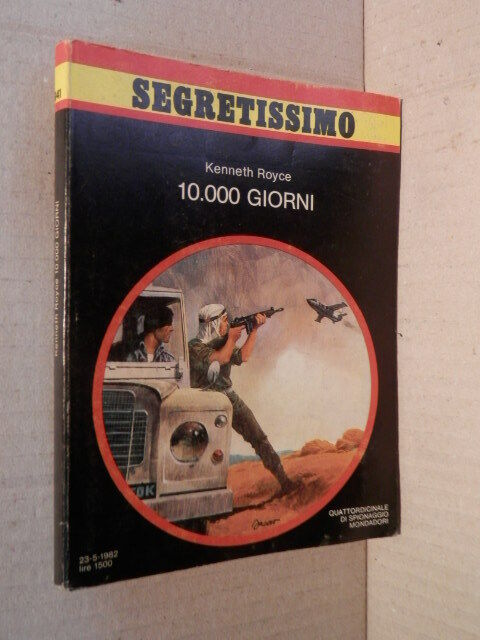 SEGRETISSIMO
Kenneth Royce
10.000 GIORNI
Kenneth Royce 10.000 GIORNI
QUATTORDICINALE
DI SPIONAGGIO
MONDADORI
23-5-1982
lire 1500